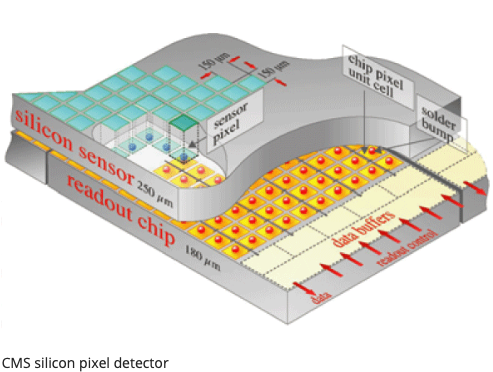 150 µm
150 µm
chip pixel
unit cell
sensor
pixel
solder
bump
silicon sensor 250 µm
readout chip 180 µm
data buffers
readout control
data
CMS silicon pixel detector